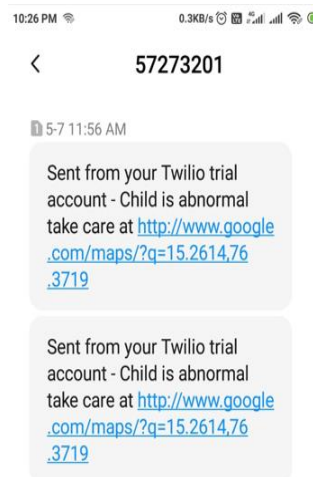 10:26 PM 0.3KB/s
57273201
5-7 11:56 AM
Sent from your Twilio trial
account - Child is abnormal
take care at http://www.google
.com/maps/?q=15.2614,76
.3719
Sent from your Twilio trial
account - Child is abnormal
take care at http://www.google
.com/maps/?q=15.2614,76
.3719